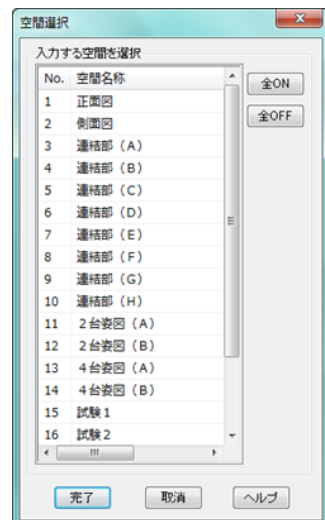 空間選択
入力する空間を選択
No. 空間名称
全ON
1 正面図
全OFF
2 側面図
3 連結部（A）
4 連結部（B）
5 連結部（C）
6 連結部（D）
7 連結部（E）
8 連結部（F）
9 連結部（G）
10 連結部（H）
11 ２台姿図（A）
12 ２台姿図（B）
13 ４台姿図（A）
14 ４台姿図（B）
15 試験１
16 試験２
完了 取消 ヘルプ